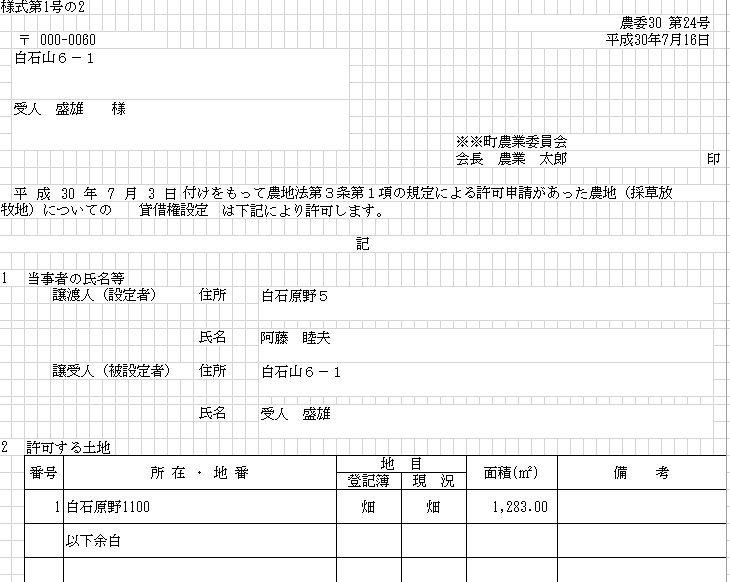 様式第1号の2
農委30 第24号
〒 000-0060
平成30年7月16日
白石山６－１
受人　盛雄　　様
※※町農業委員会
会長　農業　太郎　　　　　　　　　　印
平 成 30 年 7 月 3 日 付けをもって農地法第３条第１項の規定による許可申請があった農地（採草放
牧地）についての　　貸借権設定　は下記により許可します。
記
1　当事者の氏名等
譲渡人（設定者）　　住所　　白石原野５
氏名　　阿藤　睦夫
譲受人（被設定者）　　住所　　白石山６－１
氏名　　受人　盛雄
2　許可する土地
番号　所 在 ・ 地 番　地　目　面積(㎡)　備　　考
登記簿　現　況
1　白石原野1100　畑　畑　1,283.00
以下余白